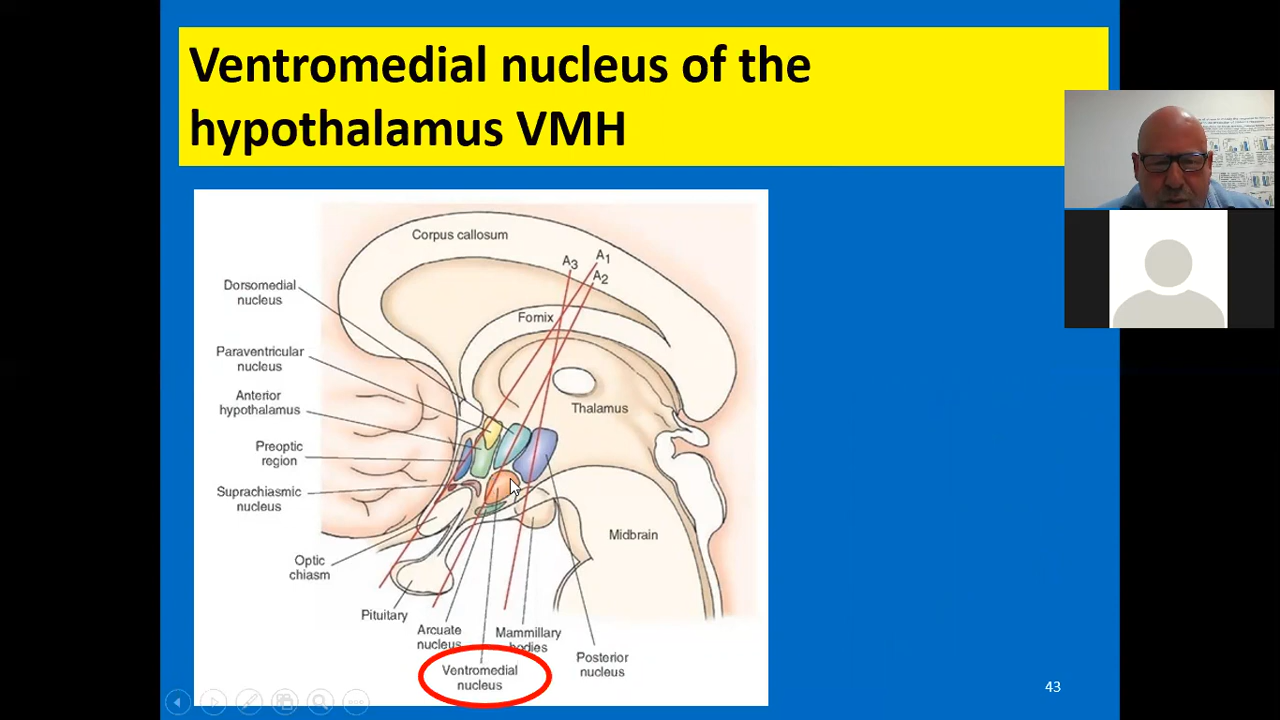 Ventromedial nucleus of the
hypothalamus VMH
Corpus callosum
A3
A1
A2
Dorsomedial
nucleus
Fornix
Paraventricular
nucleus
Anterior
hypothalamus
Thalamus
Preoptic
region
Suprachiasmic
nucleus
Midbrain
Optic
chiasm
Pituitary
Arcuate
nucleus
Mammillary
bodies
Posterior
nucleus
Ventromedial
nucleus
43